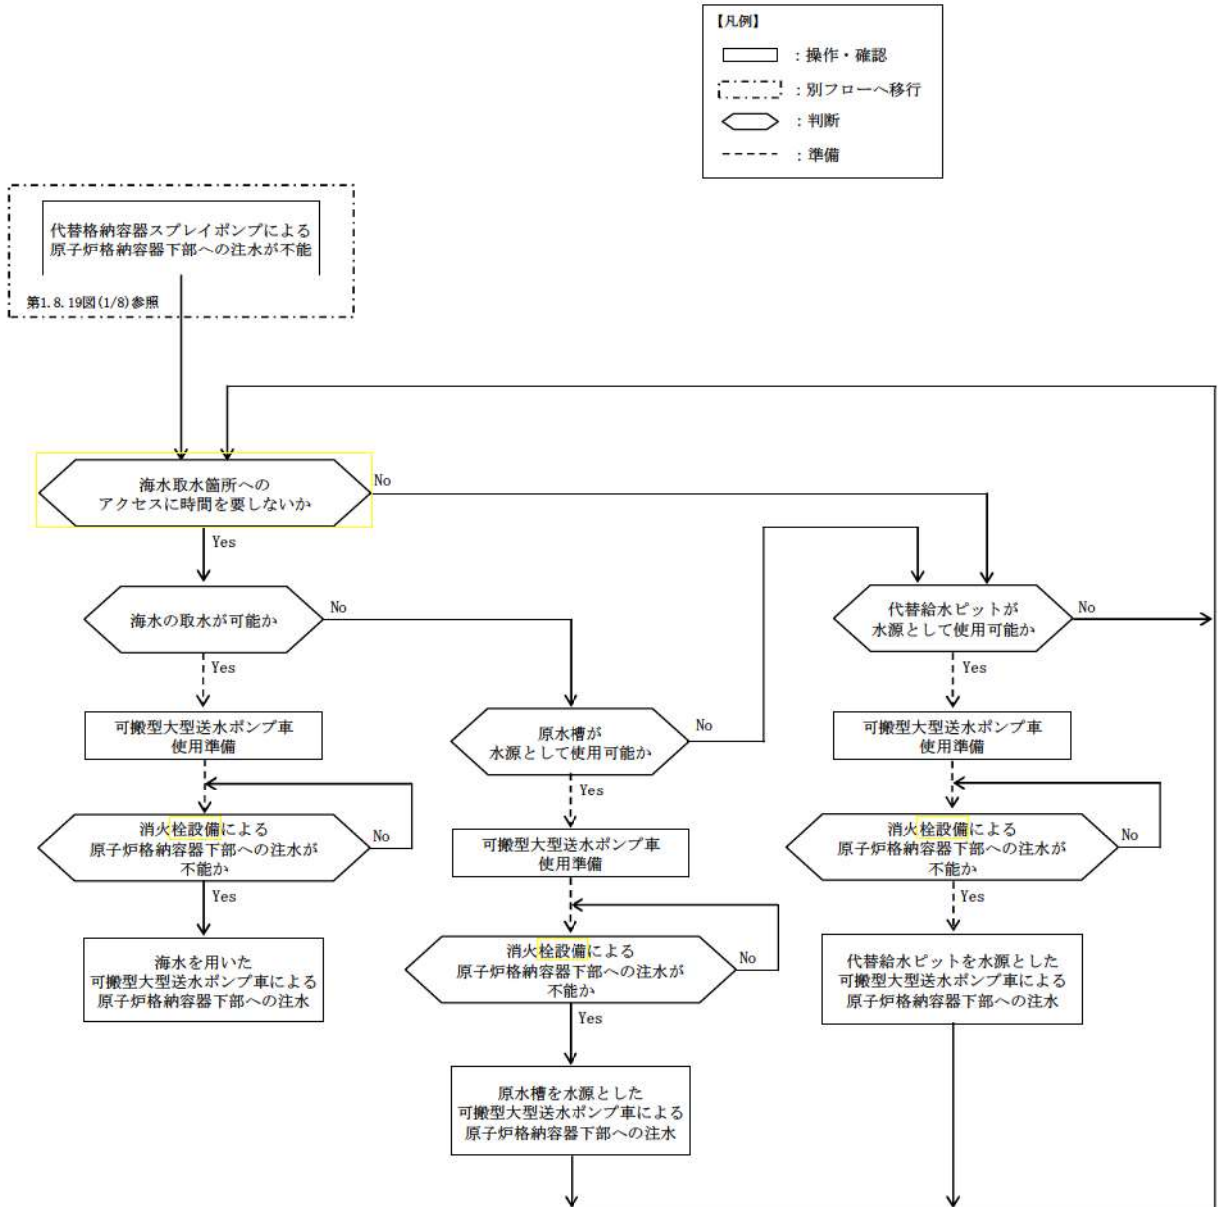 【凡例】
：操作・確認
：別フローへ移行
：判断
：準備
代替格納容器スプレイポンプによる
原子炉格納容器下部への注水が不能
第1.8.19図(1/8)参照
海水取水箇所への
アクセスに時間を要しないか
No
Yes
海水の取水が可能か
No
Yes
可搬型大型送水ポンプ車
使用準備
消火栓設備による
原子炉格納容器下部への注水が
不能か
No
Yes
海水を用いた
可搬型大型送水ポンプ車による
原子炉格納容器下部への注水
原水槽が
水源として使用可能か
No
Yes
可搬型大型送水ポンプ車
使用準備
消火栓設備による
原子炉格納容器下部への注水が
不能か
No
Yes
原水槽を水源とした
可搬型大型送水ポンプ車による
原子炉格納容器下部への注水
代替給水ピットが
水源として使用可能か
No
Yes
可搬型大型送水ポンプ車
使用準備
消火栓設備による
原子炉格納容器下部への注水が
不能か
No
Yes
代替給水ピットを水源とした
可搬型大型送水ポンプ車による
原子炉格納容器下部への注水